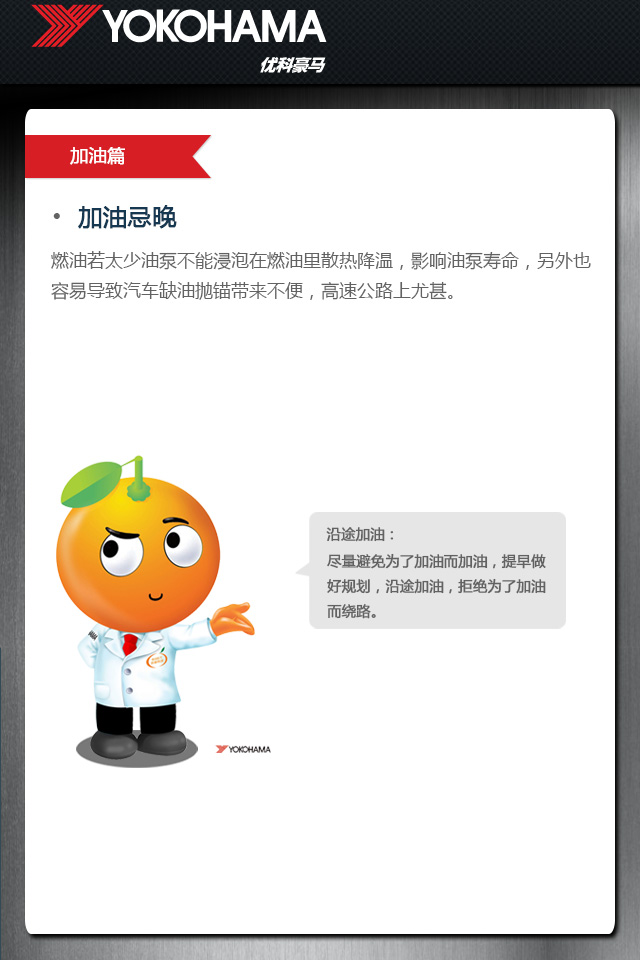 YOKOHAMA
优科豪马
加油篇
• 加油忌晚
燃油若太少油泵不能浸泡在燃油里散热降温，影响油泵寿命，另外也
容易导致汽车缺油抛锚带来不便，高速公路上尤甚。
沿途加油：
尽量避免为了加油而加油，提早做
好规划，沿途加油，拒绝为了加油
而绕路。
YOKOHAMA